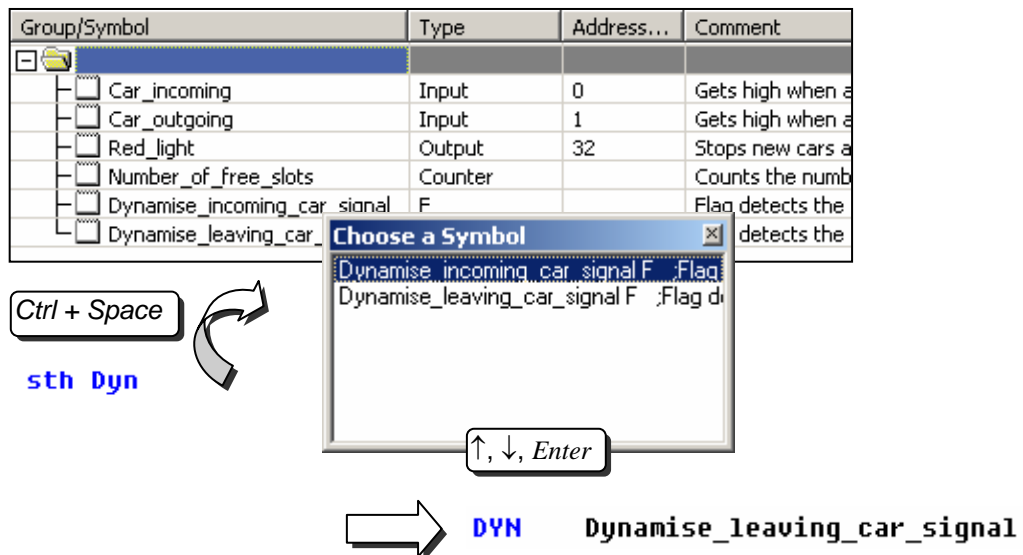 Group/Symbol Type Address... Comment
Car_incoming Input 0 Gets high when a
Car_outgoing Input 1 Gets high when a
Red_light Output 32 Stops new cars a
Number_of_free_slots Counter Counts the numb
Dynamise_incoming_car_signal F Flag detects the
Dynamise_leaving_car_ detects the
Choose a Symbol
Dynamise_incoming_car_signal F ;Flag
Dynamise_leaving_car_signal F ;Flag de
Ctrl + Space
sth Dyn
↑, ↓, Enter
DYN Dynamise_leaving_car_signal